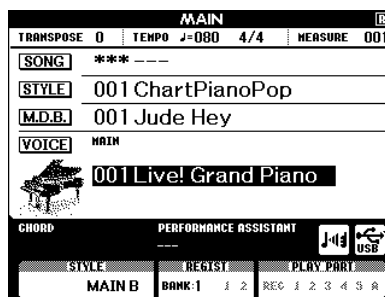 MAIN
TRANSPOSE 0 TEMPO ♩=080 4/4 MEASURE 001
SONG *** ---
STYLE 001 ChartPianoPop
M.D.B. 001 Jude Hey
VOICE MAIN
001 Live! Grand Piano
CHORD PERFORMANCE ASSISTANT
---
USB
STYLE REGIST PLAY PART
MAIN B BANK:1 1 2 REC 1 2 3 4 5 A